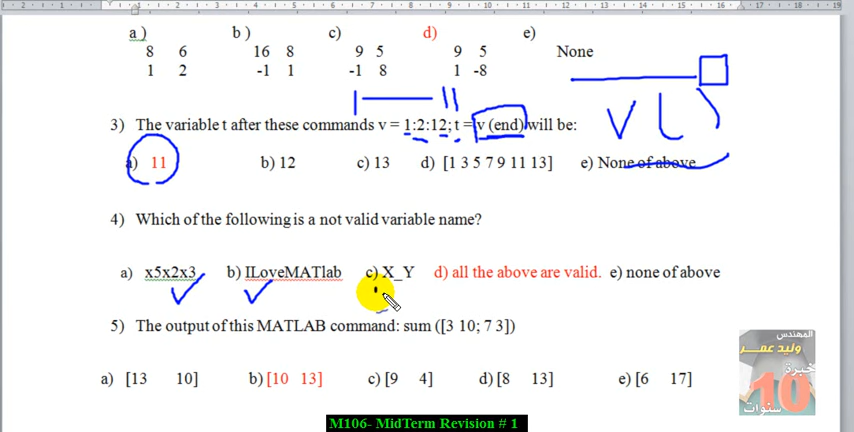 a )  b )  c)  d)  e)
8 6  16 8  9 5  9 5  None
1 2  -1 1  -1 8  1 -8
3) The variable t after these commands v = 1:2:12; t = v (end) will be:
a) 11  b) 12  c) 13  d) [1 3 5 7 9 11 13]  e) None of above
4) Which of the following is a not valid variable name?
a) x5x2x3  b) ILoveMATlab  c) X_Y  d) all the above are valid.  e) none of above
5) The output of this MATLAB command: sum ([3 10; 7 3])
a) [13 10]  b) [10 13]  c) [9 4]  d) [8 13]  e) [6 17]
المهندس
وليد عمر
خبرة
10
سنوات
M106- MidTerm Revision # 1